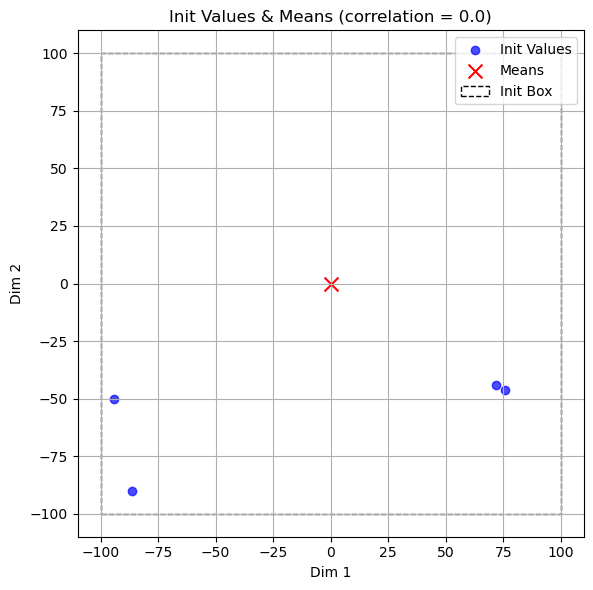 Init Values & Means (correlation = 0.0)
Init Values
Means
Init Box
100
75
50
25
0
−25
−50
−75
−100
Dim 2
−100 −75 −50 −25 0 25 50 75 100
Dim 1